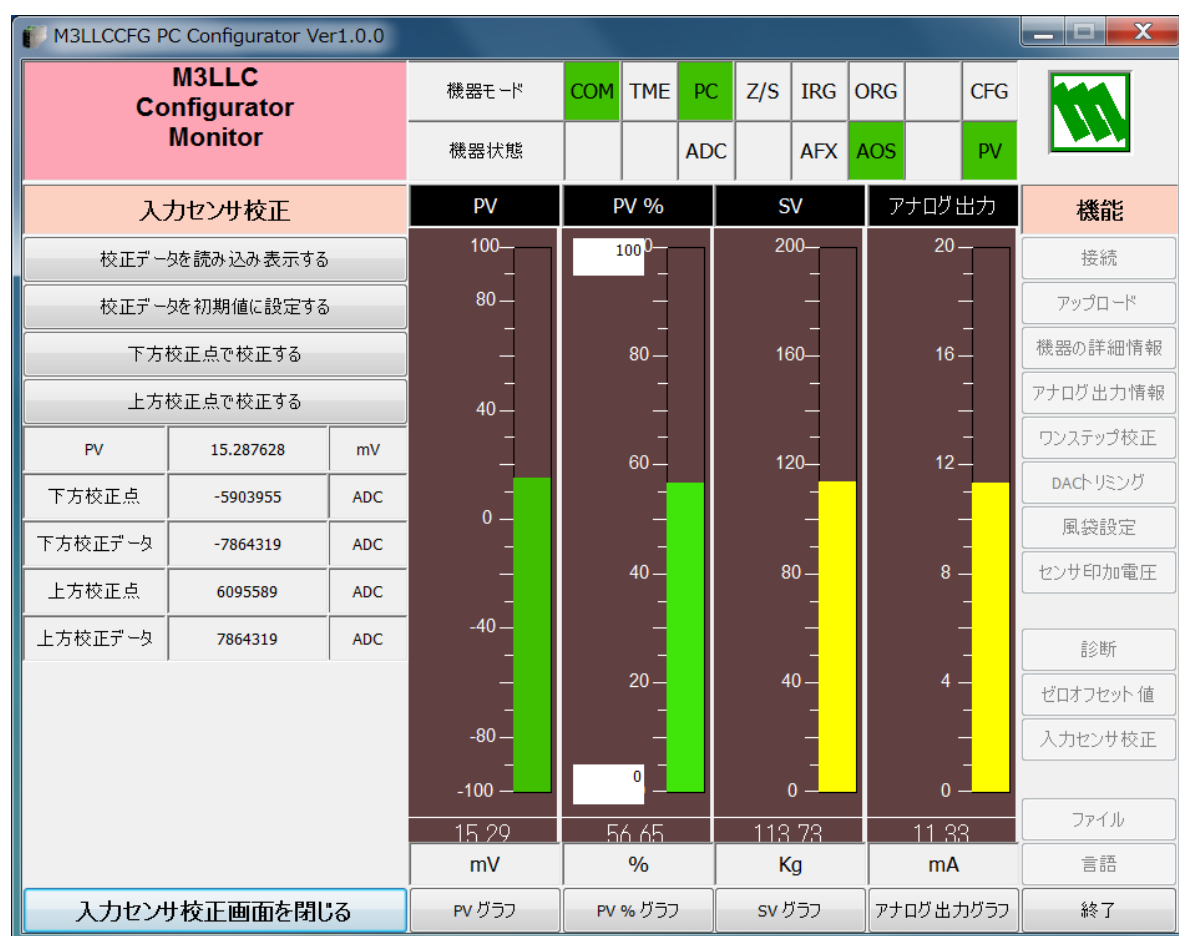 M3LLCCFG PC Configurator Ver1.0.0
M3LLC
Configurator
Monitor
機器モード COM TME PC Z/S IRG ORG CFG
機器状態 ADC AFX AOS PV
入力センサ校正 PV PV % SV アナログ出力 機能
校正データを読み込み表示する
校正データを初期値に設定する
下方校正点で校正する
上方校正点で校正する
PV 15.287628 mV
下方校正点 -5903955 ADC
下方校正データ -7864319 ADC
上方校正点 6095589 ADC
上方校正データ 7864319 ADC
入力センサ校正画面を閉じる
100
80
40
0
-40
-80
-100
15.29
mV
PV グラフ
100
80
60
40
20
0
56.65
%
PV % グラフ
200
160
120
80
40
0
113.73
Kg
SV グラフ
20
16
12
8
4
0
11.33
mA
アナログ出力グラフ
接続
アップロード
機器の詳細情報
アナログ出力情報
ワンステップ校正
DACトリミング
風袋設定
センサ印加電圧
診断
ゼロオフセット値
入力センサ校正
ファイル
言語
終了